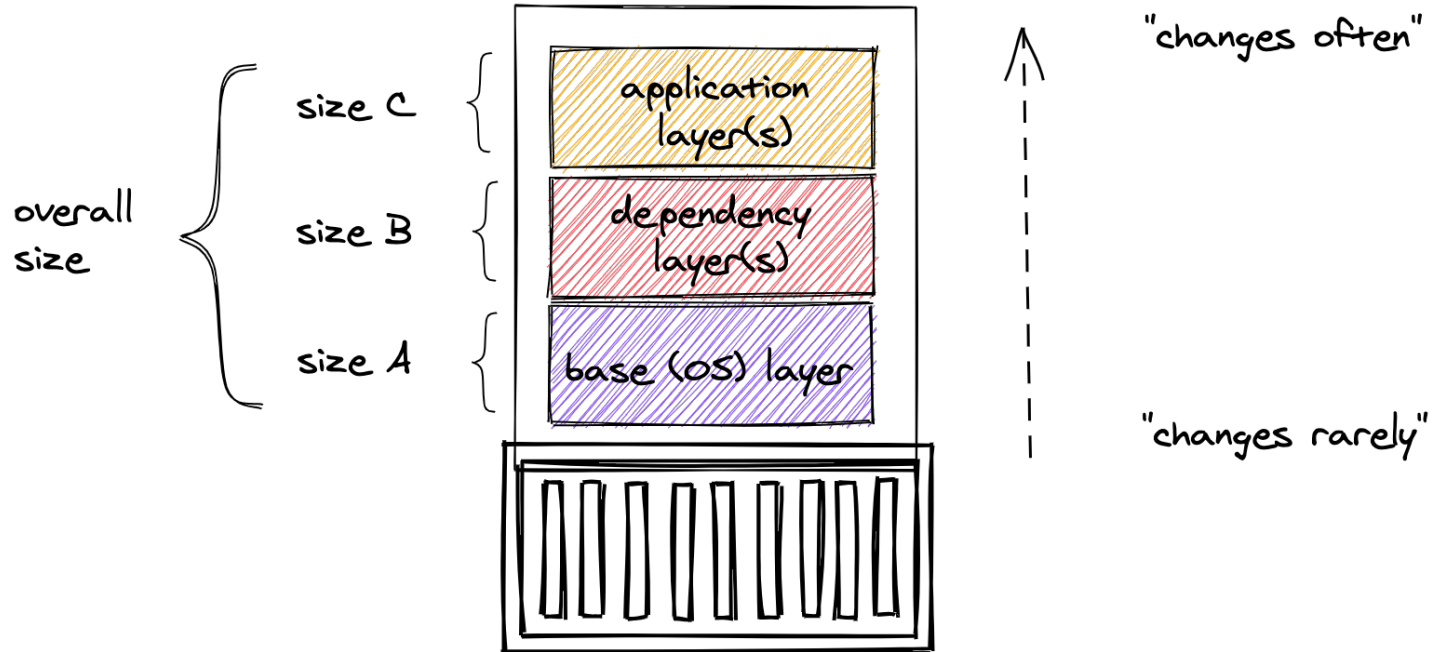 "changes often"
application
layer(s)
size C
dependency
layer(s)
overall
size
size B
size A
base (OS) layer
"changes rarely"